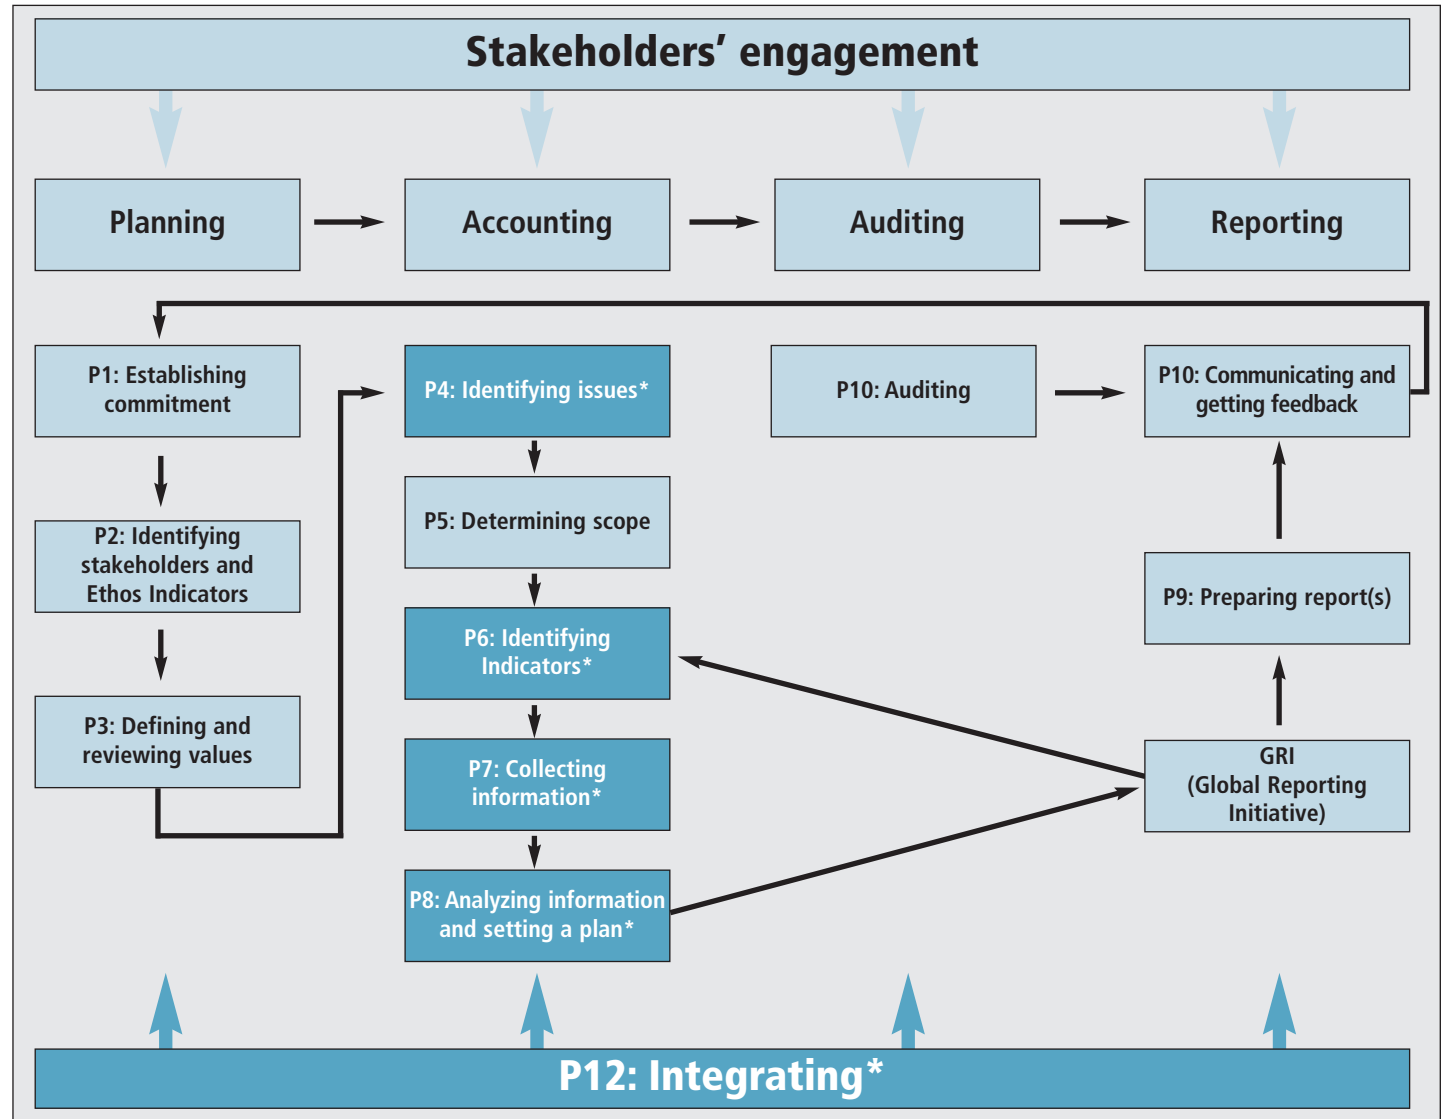 Stakeholders’ engagement
Planning
Accounting
Auditing
Reporting
P1: Establishing
commitment
P2: Identifying
stakeholders and
Ethos Indicators
P3: Defining and
reviewing values
P4: Identifying issues*
P5: Determining scope
P6: Identifying
Indicators*
P7: Collecting
information*
P8: Analyzing information
and setting a plan*
P10: Auditing
P10: Communicating and
getting feedback
P9: Preparing report(s)
GRI
(Global Reporting
Initiative)
P12: Integrating*